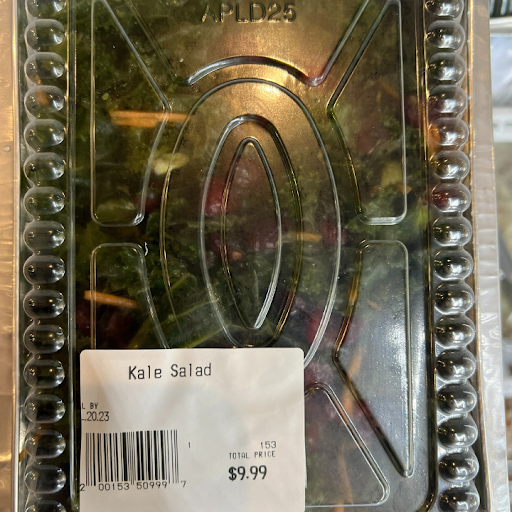 APLD25
Kale Salad
L BY
.20.23
1
153
TOTAL PRICE
$9.99
2 00153 50999 7